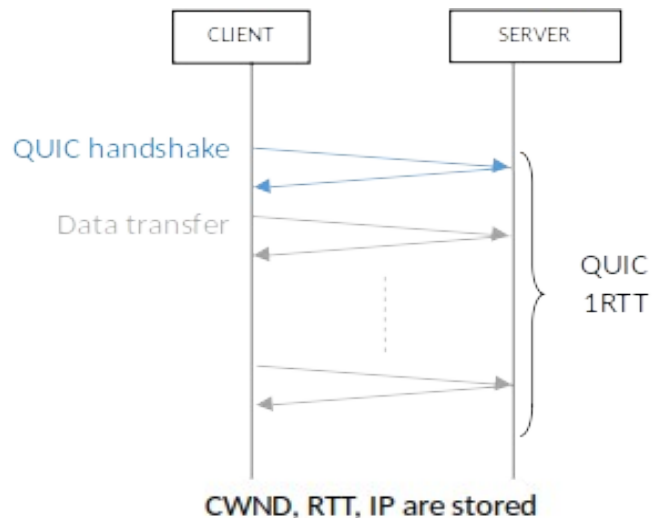 CLIENT
SERVER
QUIC handshake
Data transfer
QUIC
1RTT
CWND, RTT, IP are stored